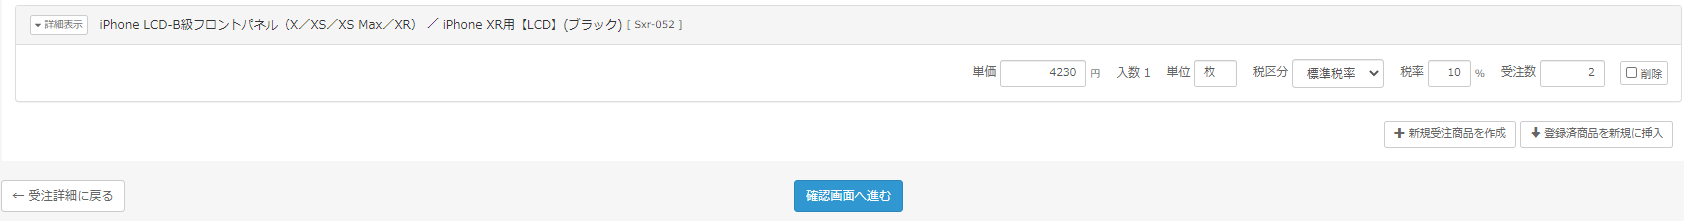 詳細表示 iPhone LCD-B級フロントパネル（X／XS／XS Max／XR） ／ iPhone XR用【LCD】(ブラック) [ Sxr-052 ]
単価 4230 円 入数 1 単位 枚 税区分 標準税率 税率 10 % 受注数 2 削除
新規受注商品を作成 登録済商品を新規に挿入
← 受注詳細に戻る 確認画面へ進む